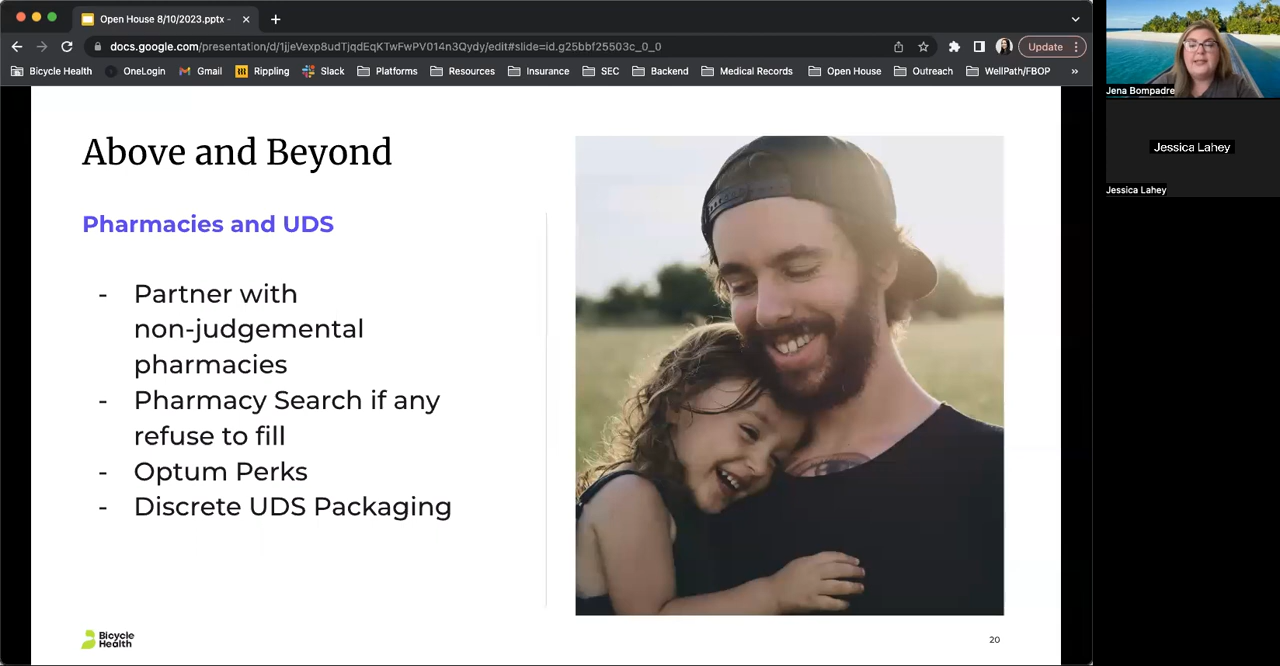 Open House 8/10/2023.pptx -
docs.google.com/presentation/d/1jjeVexp8udTjqdEqKTwFwPV014n3Qydy/edit#slide=id.g25bbf25503c_0_0
Update
Bicycle Health
OneLogin
Gmail
Rippling
Slack
Platforms
Resources
Insurance
SEC
Backend
Medical Records
Open House
Outreach
WellPath/FBOP
»
Above and Beyond
Pharmacies and UDS
- Partner with
non-judgemental
pharmacies
- Pharmacy Search if any
refuse to fill
- Optum Perks
- Discrete UDS Packaging
Bicycle
Health
20
Jena Bompadre
Jessica Lahey
Jessica Lahey